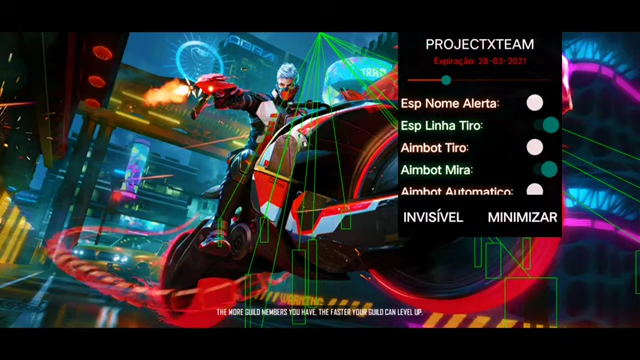 PROJECTXTEAM
Expiração: 28-03-2021
Esp Nome Alerta:
Esp Linha Tiro:
Aimbot Tiro:
Aimbot Mira:
Aimbot Automatico:
INVISÍVEL MINIMIZAR
WARNING
THE MORE GUILD MEMBERS YOU HAVE, THE FASTER YOUR GUILD CAN LEVEL UP.